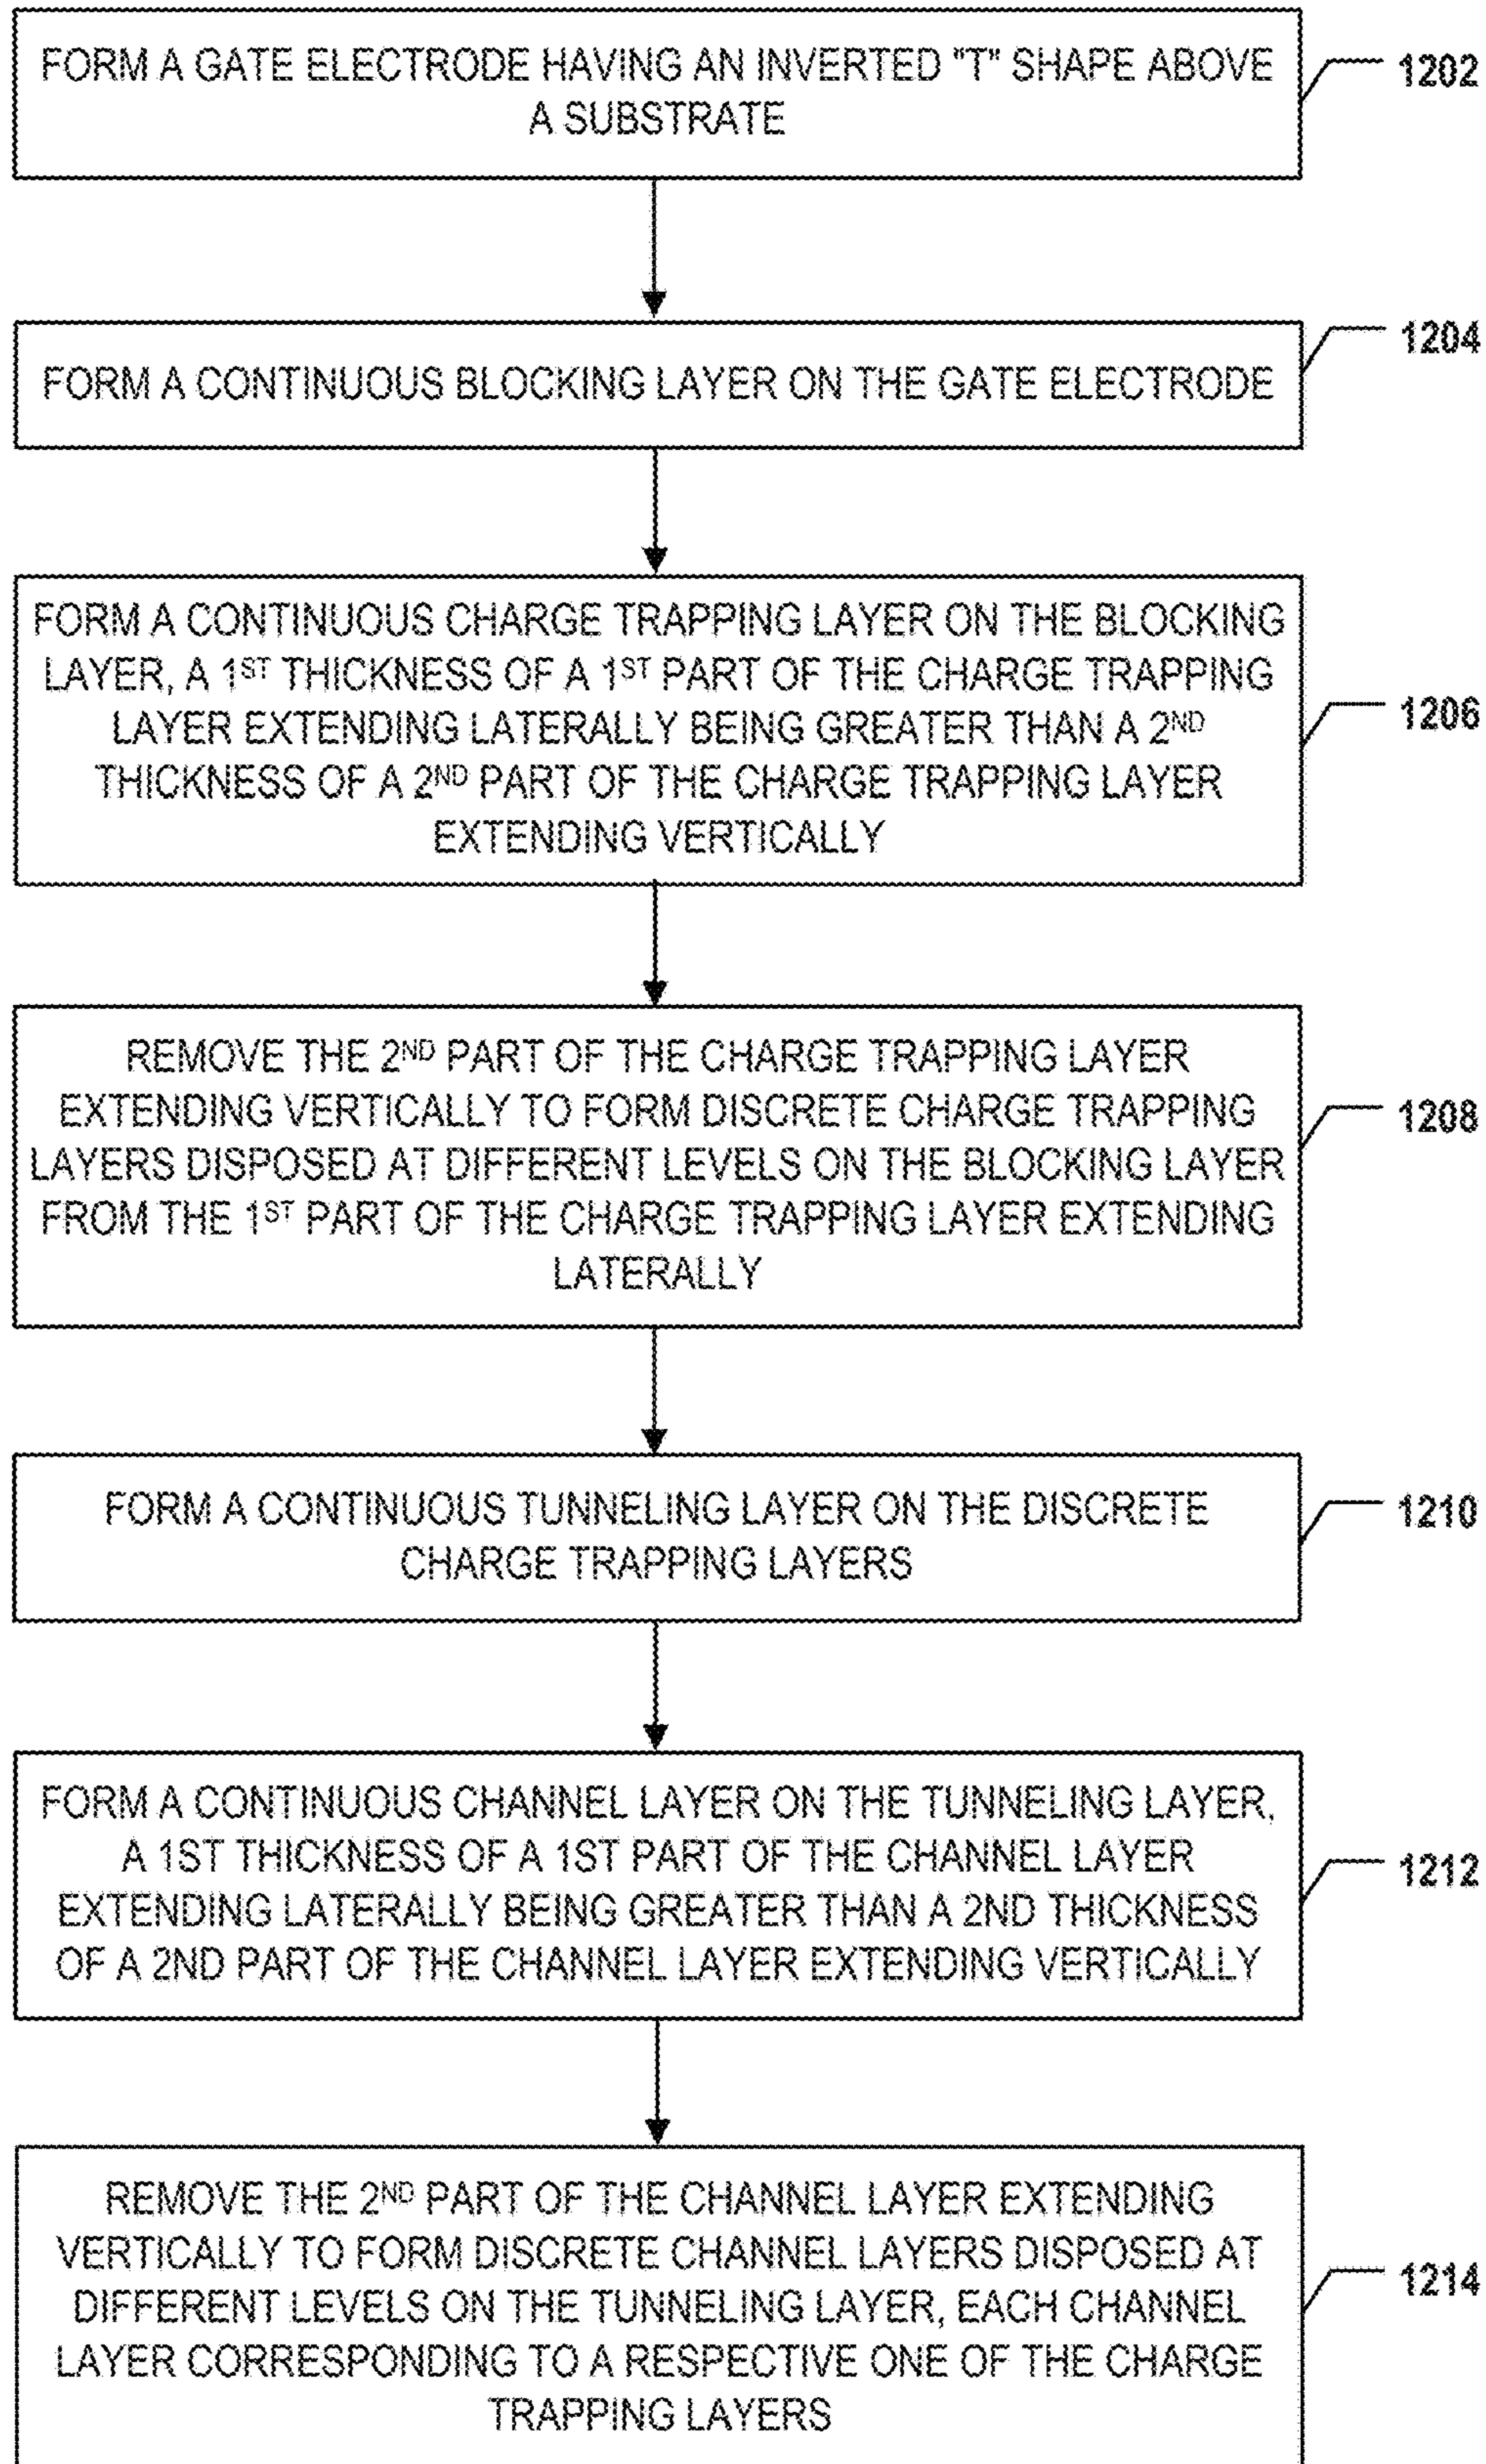 FORM A GATE ELECTRODE HAVING AN INVERTED "T" SHAPE ABOVE
A SUBSTRATE
1202
FORM A CONTINUOUS BLOCKING LAYER ON THE GATE ELECTRODE
1204
FORM A CONTINUOUS CHARGE TRAPPING LAYER ON THE BLOCKING
LAYER, A 1ST THICKNESS OF A 1ST PART OF THE CHARGE TRAPPING
LAYER EXTENDING LATERALLY BEING GREATER THAN A 2ND
THICKNESS OF A 2ND PART OF THE CHARGE TRAPPING LAYER
EXTENDING VERTICALLY
1206
REMOVE THE 2ND PART OF THE CHARGE TRAPPING LAYER
EXTENDING VERTICALLY TO FORM DISCRETE CHARGE TRAPPING
LAYERS DISPOSED AT DIFFERENT LEVELS ON THE BLOCKING LAYER
FROM THE 1ST PART OF THE CHARGE TRAPPING LAYER EXTENDING
LATERALLY
1208
FORM A CONTINUOUS TUNNELING LAYER ON THE DISCRETE
CHARGE TRAPPING LAYERS
1210
FORM A CONTINUOUS CHANNEL LAYER ON THE TUNNELING LAYER,
A 1ST THICKNESS OF A 1ST PART OF THE CHANNEL LAYER
EXTENDING LATERALLY BEING GREATER THAN A 2ND THICKNESS
OF A 2ND PART OF THE CHANNEL LAYER EXTENDING VERTICALLY
1212
REMOVE THE 2ND PART OF THE CHANNEL LAYER EXTENDING
VERTICALLY TO FORM DISCRETE CHANNEL LAYERS DISPOSED AT
DIFFERENT LEVELS ON THE TUNNELING LAYER, EACH CHANNEL
LAYER CORRESPONDING TO A RESPECTIVE ONE OF THE CHARGE
TRAPPING LAYERS
1214